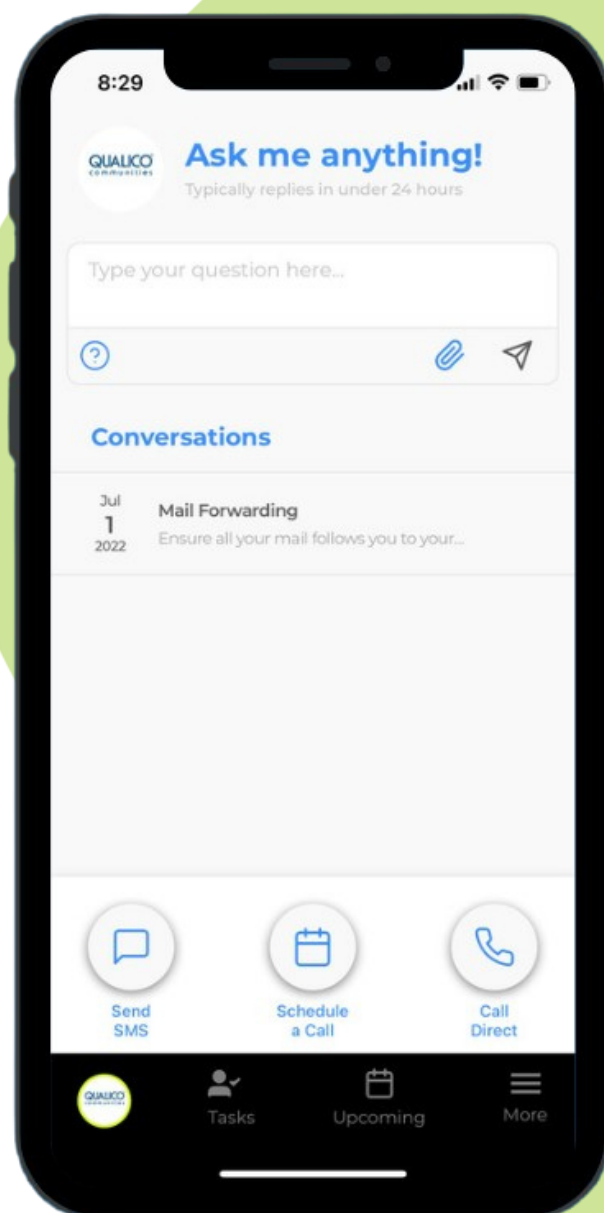 8:29
QUALICO
communities
Ask me anything!
Typically replies in under 24 hours
Type your question here...
?
Conversations
Jul
1
2022
Mail Forwarding
Ensure all your mail follows you to your...
Send
SMS
Schedule
a Call
Call
Direct
QUALICO
communities
Tasks
Upcoming
More